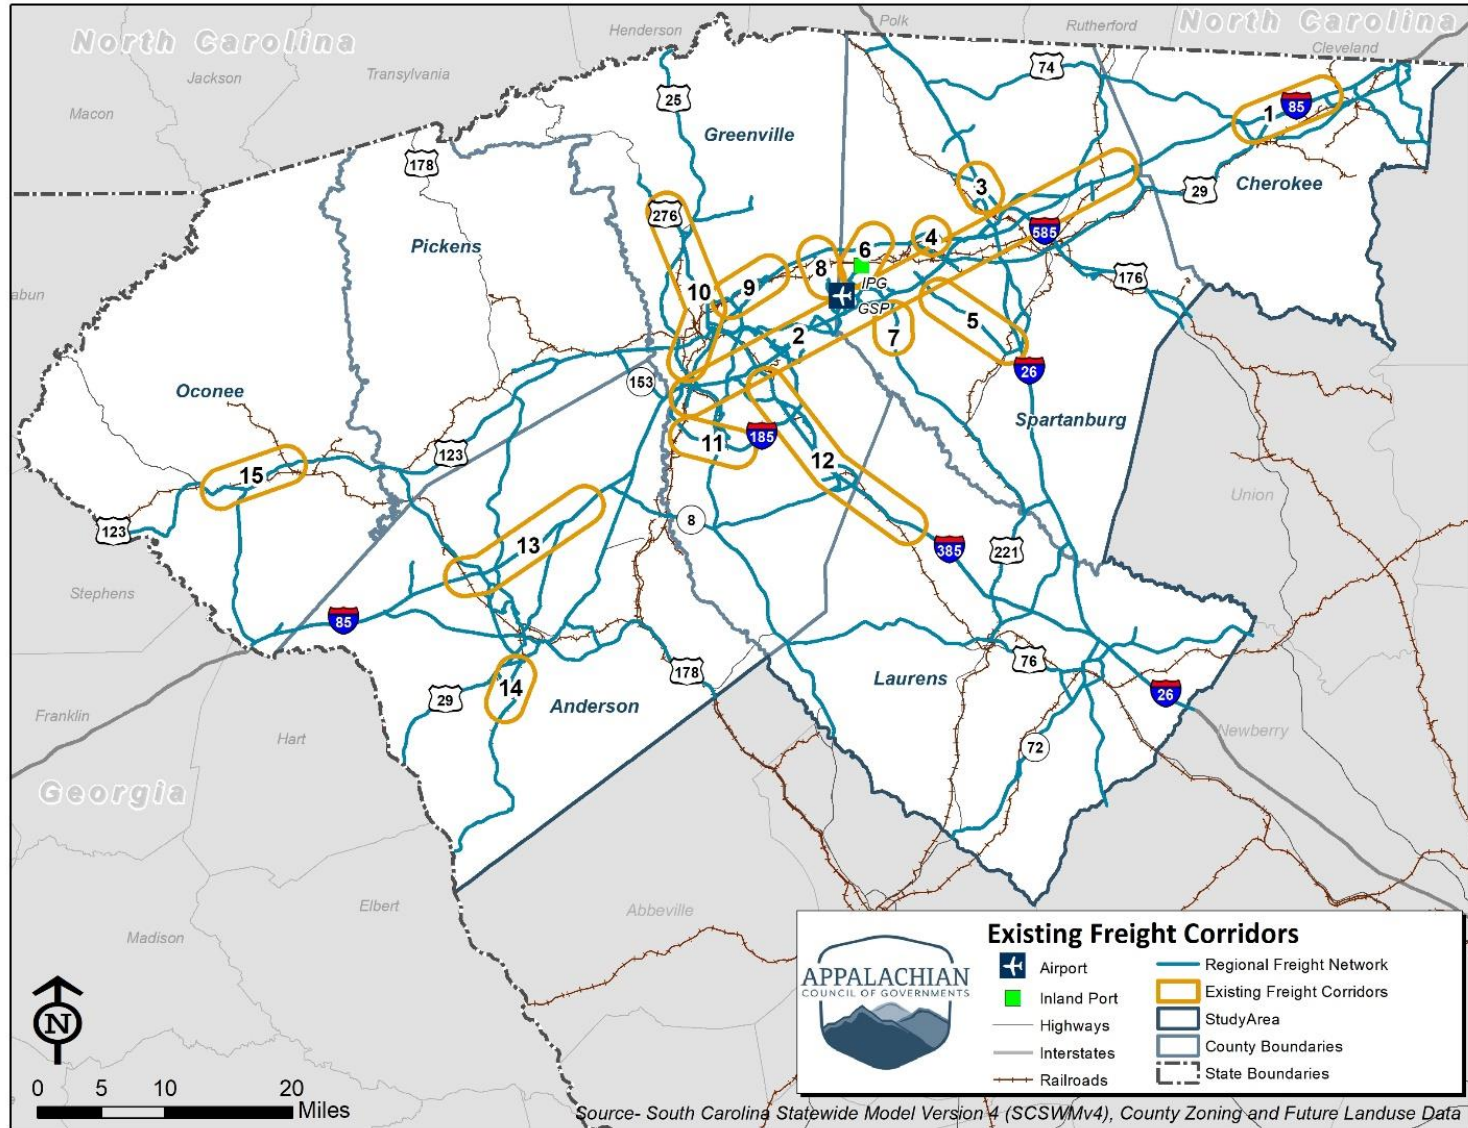 North Carolina
North Carolina
Henderson
Polk
Rutherford
Cleveland
Jackson
Transylvania
Macon
74
85
1
25
Greenville
178
3
29
Cherokee
276
Pickens
585
4
6
8
176
10
9
IPG
GSP
2
7
5
26
153
Oconee
Spartanburg
185
11
123
12
15
Union
123
8
13
385
221
Stephens
85
76
178
Laurens
14
29
Anderson
26
Franklin
Hart
Newberry
72
Georgia
Elbert
Abbeville
Madison
N
0 5 10 20
Miles
APPALACHIAN
COUNCIL OF GOVERNMENTS
Existing Freight Corridors
Airport
Inland Port
Highways
Interstates
Railroads
Regional Freight Network
Existing Freight Corridors
StudyArea
County Boundaries
State Boundaries
Source- South Carolina Statewide Model Version 4 (SCSWMv4), County Zoning and Future Landuse Data